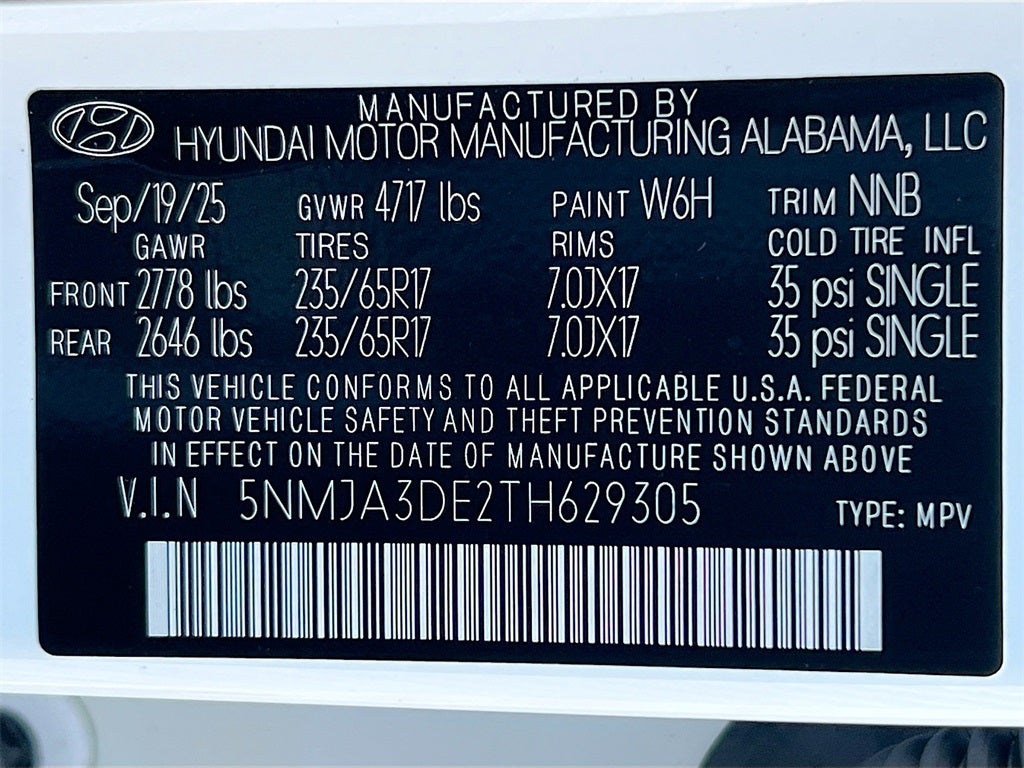 MANUFACTURED BY
HYUNDAI MOTOR MANUFACTURING ALABAMA, LLC
Sep/19/25 GVWR 4717 lbs PAINT W6H TRIM NNB
GAWR TIRES RIMS COLD TIRE INFL
FRONT 2778 lbs 235/65R17 7.0JX17 35 psi SINGLE
REAR 2646 lbs 235/65R17 7.0JX17 35 psi SINGLE
THIS VEHICLE CONFORMS TO ALL APPLICABLE U.S.A. FEDERAL
MOTOR VEHICLE SAFETY AND THEFT PREVENTION STANDARDS
IN EFFECT ON THE DATE OF MANUFACTURE SHOWN ABOVE
V.I.N 5NMJA3DE2TH629305 TYPE: MPV